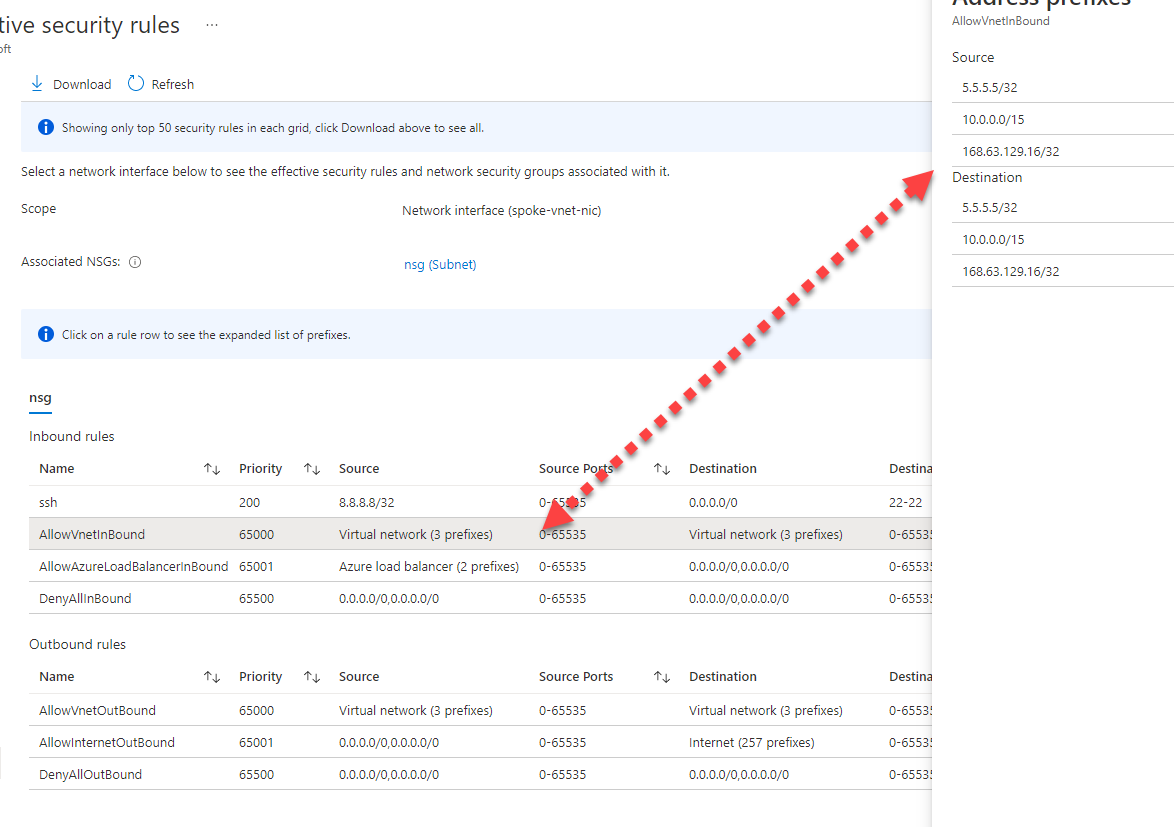 tive security rules ...
oft
Download Refresh
Showing only top 50 security rules in each grid, click Download above to see all.
Select a network interface below to see the effective security rules and network security groups associated with it.
Scope Network interface (spoke-vnet-nic)
Associated NSGs: nsg (Subnet)
Click on a rule row to see the expanded list of prefixes.
nsg
Inbound rules
Name Priority Source Source Ports Destination Destina
ssh 200 8.8.8.8/32 0-65535 0.0.0.0/0 22-22
AllowVnetInBound 65000 Virtual network (3 prefixes) 0-65535 Virtual network (3 prefixes) 0-65535
AllowAzureLoadBalancerInBound 65001 Azure load balancer (2 prefixes) 0-65535 0.0.0.0/0,0.0.0.0/0 0-65535
DenyAllInBound 65500 0.0.0.0/0,0.0.0.0/0 0-65535 0.0.0.0/0,0.0.0.0/0 0-65535
Outbound rules
Name Priority Source Source Ports Destination Destina
AllowVnetOutBound 65000 Virtual network (3 prefixes) 0-65535 Virtual network (3 prefixes) 0-65535
AllowInternetOutBound 65001 0.0.0.0/0,0.0.0.0/0 0-65535 Internet (257 prefixes) 0-65535
DenyAllOutBound 65500 0.0.0.0/0,0.0.0.0/0 0-65535 0.0.0.0/0,0.0.0.0/0 0-65535
Address prefixes
AllowVnetInBound
Source
5.5.5.5/32
10.0.0.0/15
168.63.129.16/32
Destination
5.5.5.5/32
10.0.0.0/15
168.63.129.16/32